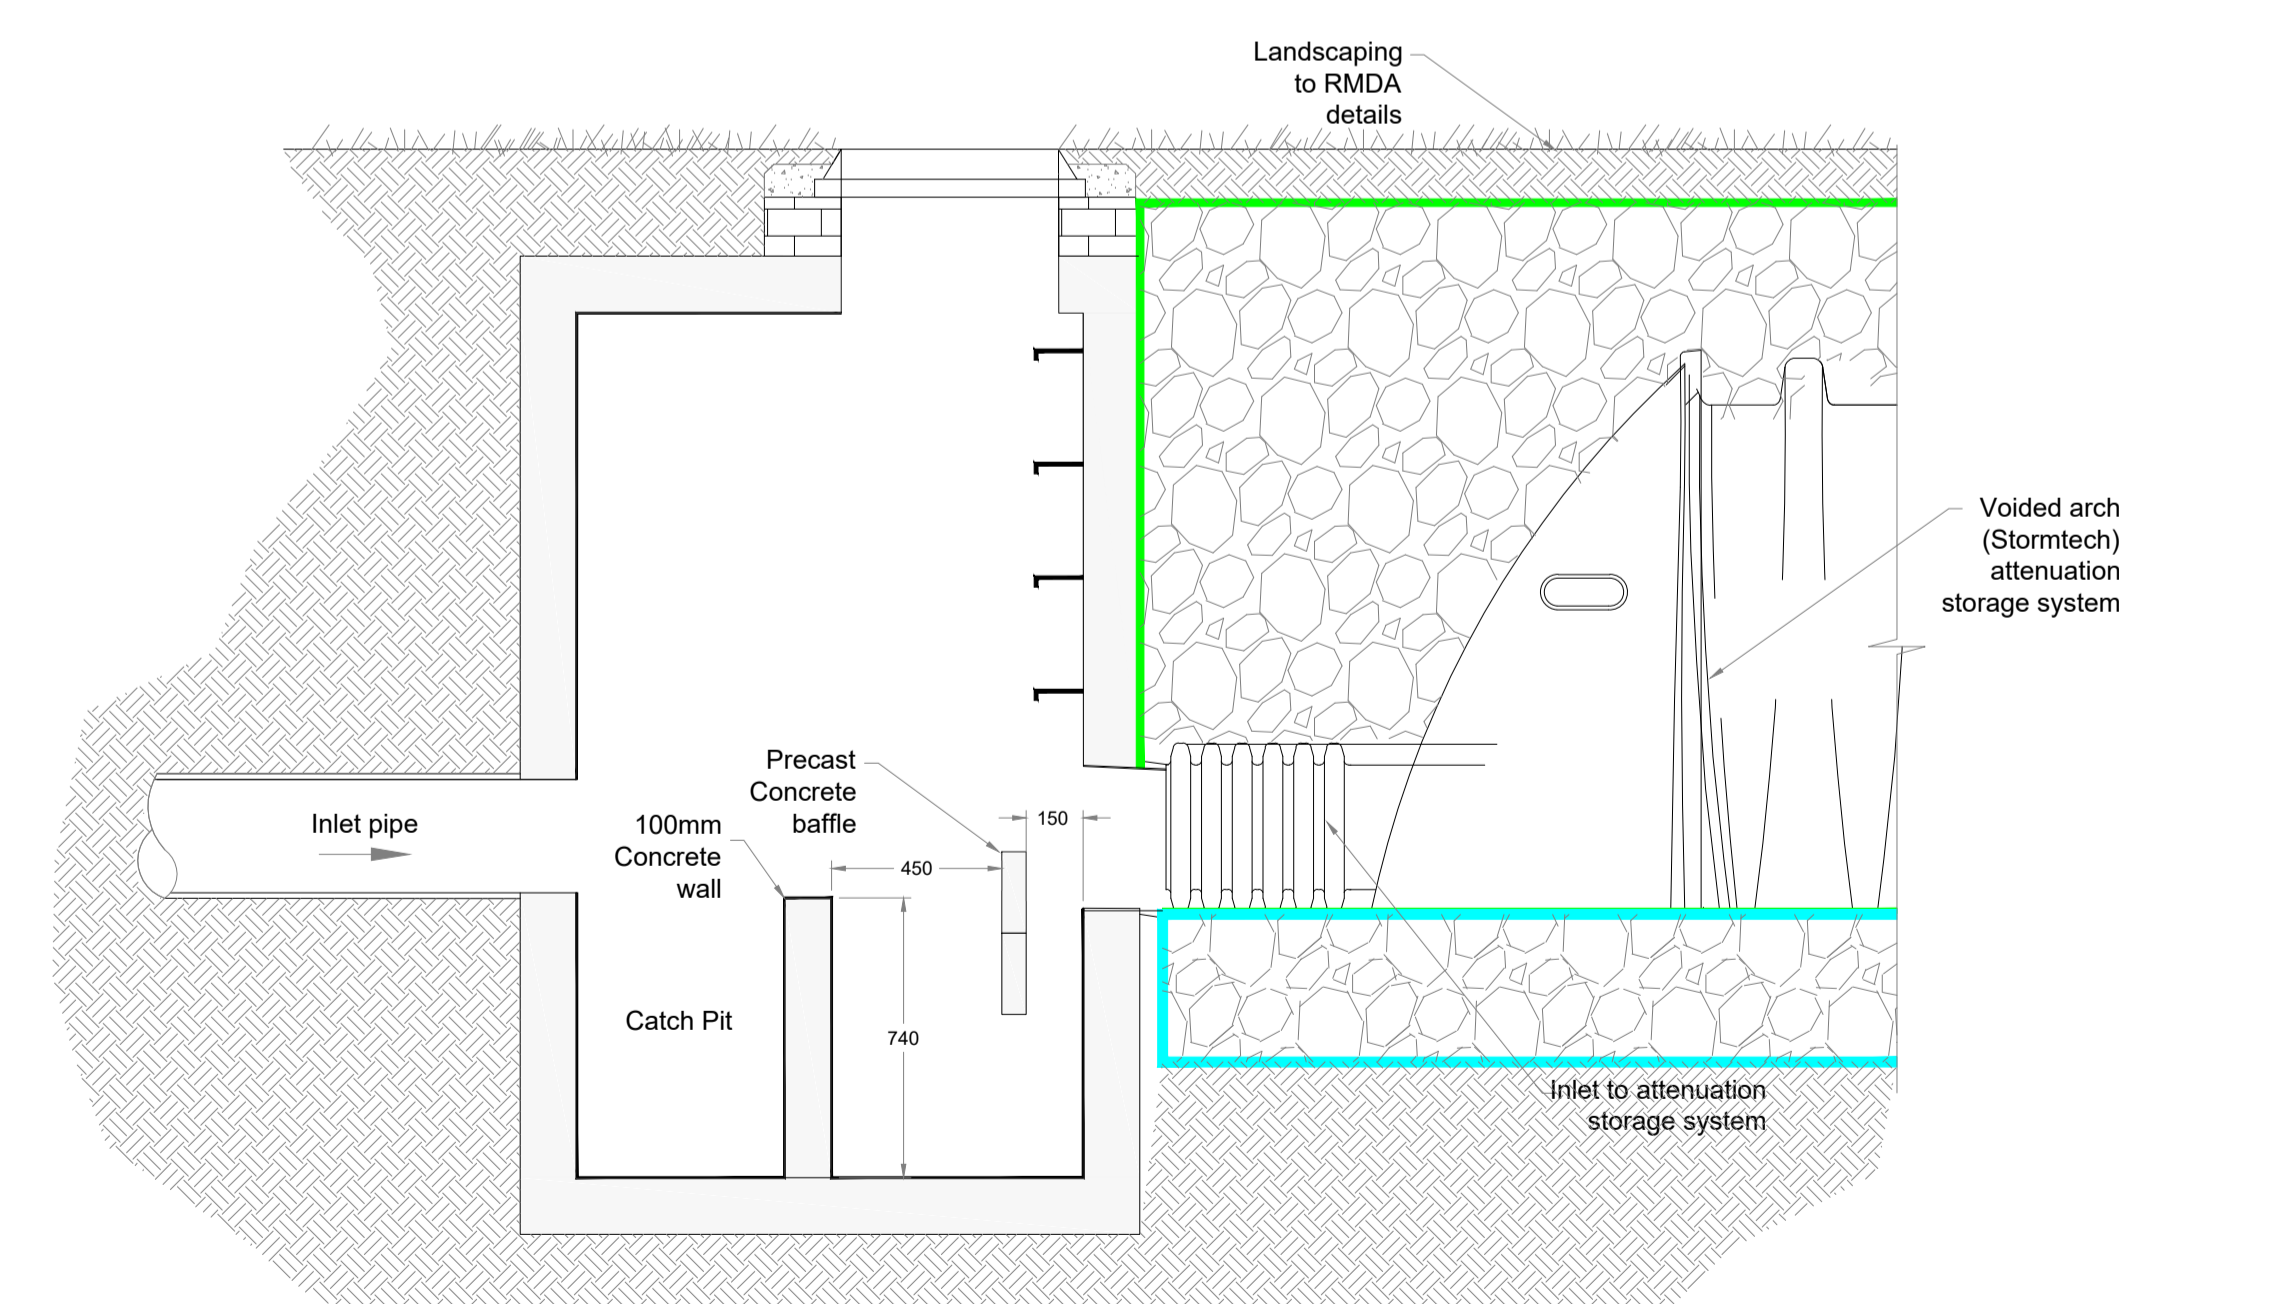 Landscaping
to RMDA
details
Voided arch
(Stormtech)
attenuation
storage system
Precast
Concrete
baffle
Inlet pipe
100mm
Concrete
wall
150
450
Catch Pit
740
Inlet to attenuation
storage system